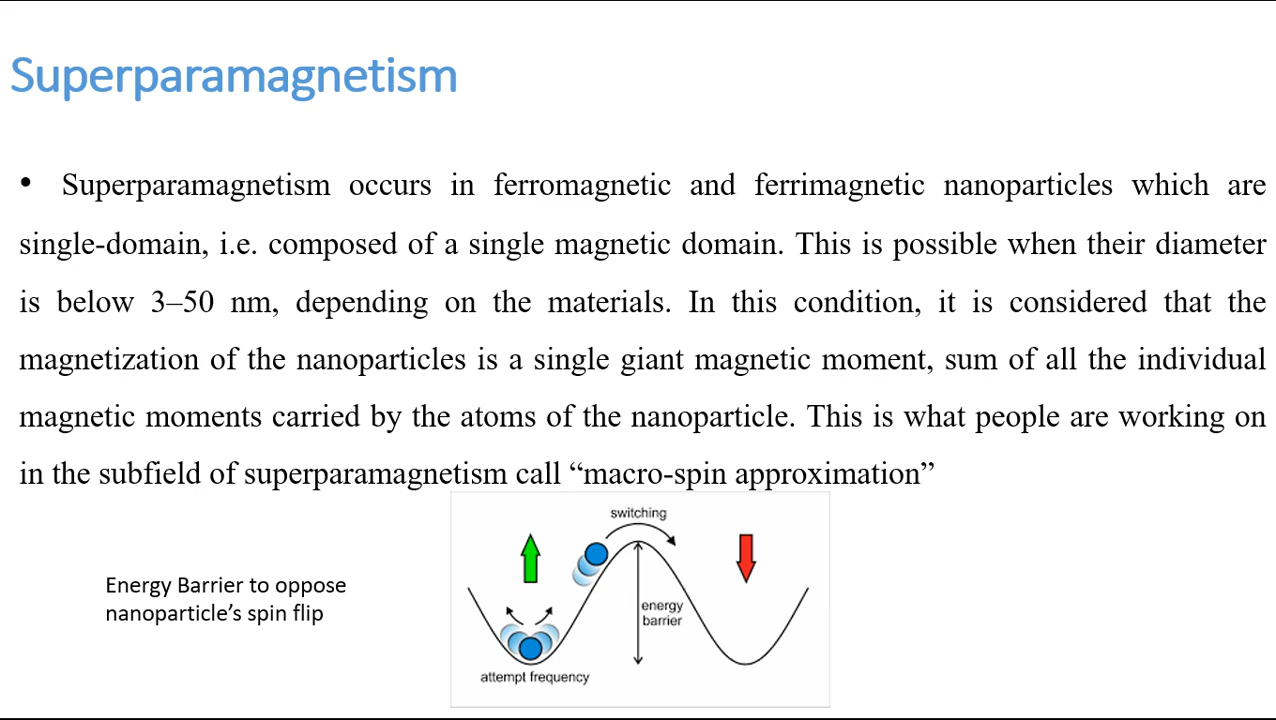 Superparamagnetism
• Superparamagnetism occurs in ferromagnetic and ferrimagnetic nanoparticles which are
single-domain, i.e. composed of a single magnetic domain. This is possible when their diameter
is below 3–50 nm, depending on the materials. In this condition, it is considered that the
magnetization of the nanoparticles is a single giant magnetic moment, sum of all the individual
magnetic moments carried by the atoms of the nanoparticle. This is what people are working on
in the subfield of superparamagnetism call “macro-spin approximation”
Energy Barrier to oppose
nanoparticle’s spin flip
switching
energy
barrier
attempt frequency